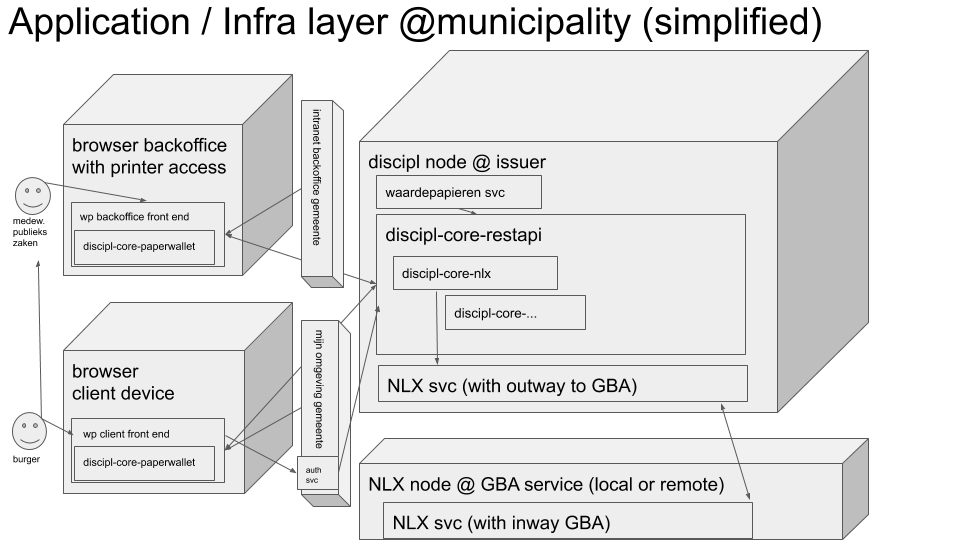 Application / Infra layer @municipality (simplified)
browser backoffice
with printer access
wp backoffice front end
discipl-core-paperwallet
medew.
publieks
zaken
intranet backoffice gemeente
discipl node @ issuer
waardepapieren svc
discipl-core-restapi
discipl-core-nlx
discipl-core-...
NLX svc (with outway to GBA)
browser
client device
wp client front end
discipl-core-paperwallet
burger
mijn omgeving gemeente
auth
svc
NLX node @ GBA service (local or remote)
NLX svc (with inway GBA)